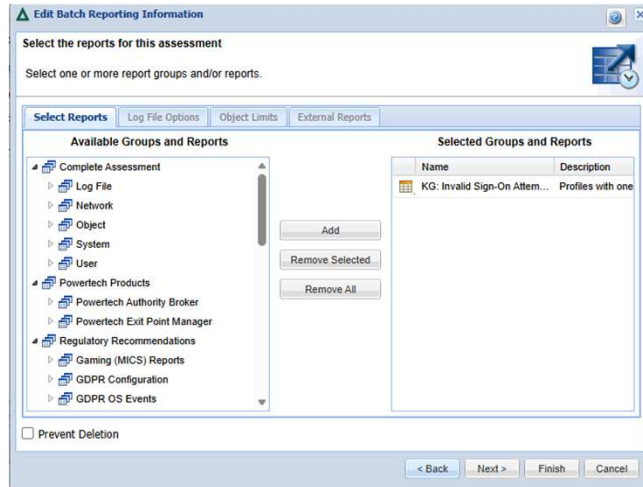 Edit Batch Reporting Information
Select the reports for this assessment
Select one or more report groups and/or reports.
Select Reports
Log File Options
Object Limits
External Reports
Available Groups and Reports
Selected Groups and Reports
Complete Assessment
Log File
Network
Object
System
User
Powertech Products
Powertech Authority Broker
Powertech Exit Point Manager
Regulatory Recommendations
Gaming (MICS) Reports
GDPR Configuration
GDPR OS Events
Add
Remove Selected
Remove All
Name Description
KG: Invalid Sign-On Attem... Profiles with one
Prevent Deletion
< Back Next > Finish Cancel